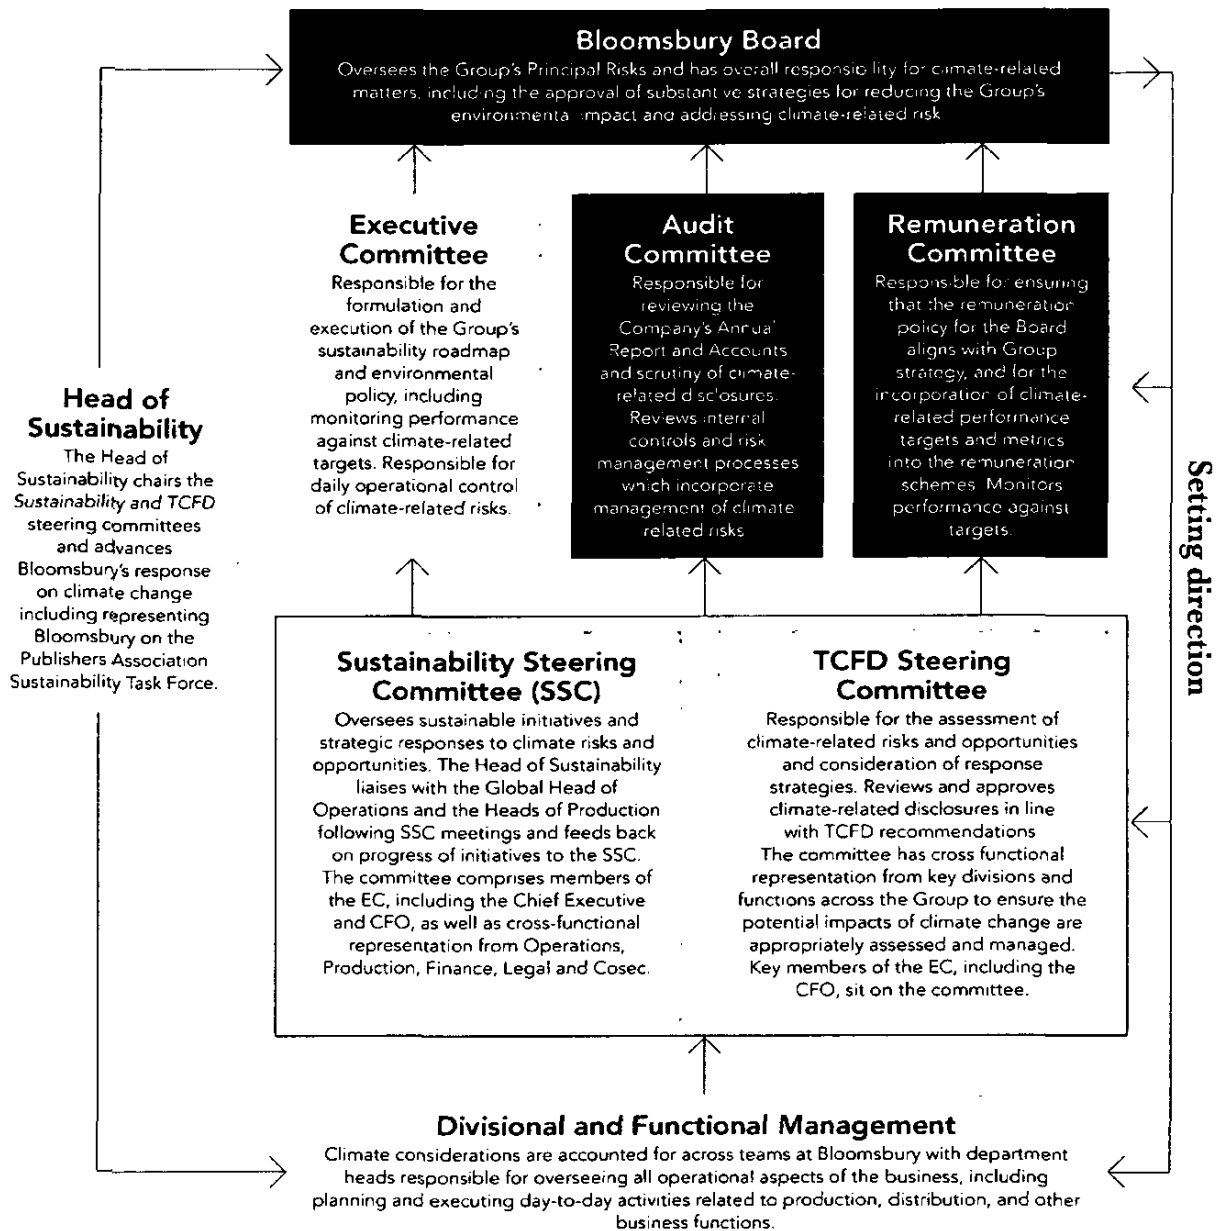 Bloomsbury Board
Oversees the Group's Principal Risks and has overall responsibility for climate-related
matters, including the approval of substantive strategies for reducing the Group's
environmental impact and addressing climate-related risk
Executive
Committee
Responsible for the
formulation and
execution of the Group's
sustainability roadmap
and environmental
policy, including
monitoring performance
against climate-related
targets. Responsible for
daily operational control
of climate-related risks.
Audit
Committee
Responsible for
reviewing the
Company's Annual
Report and Accounts
and scrutiny of climate-
related disclosures.
Reviews internal
controls and risk
management processes
which incorporate
management of climate
related risks
Remuneration
Committee
Responsible for ensuring
that the remuneration
policy for the Board
aligns with Group
strategy, and for the
incorporation of climate-
related performance
targets and metrics
into the remuneration
schemes. Monitors
performance against
targets.
Head of
Sustainability
The Head of
Sustainability chairs the
Sustainability and TCFD
steering committees
and advances
Bloomsbury's response
on climate change
including representing
Bloomsbury on the
Publishers Association
Sustainability Task Force.
Setting direction
Sustainability Steering
Committee (SSC)
Oversees sustainable initiatives and
strategic responses to climate risks and
opportunities. The Head of Sustainability
liaises with the Global Head of
Operations and the Heads of Production
following SSC meetings and feeds back
on progress of initiatives to the SSC.
The committee comprises members of
the EC, including the Chief Executive
and CFO, as well as cross-functional
representation from Operations,
Production, Finance, Legal and Cosec.
TCFD Steering
Committee
Responsible for the assessment of
climate-related risks and opportunities
and consideration of response
strategies. Reviews and approves
climate-related disclosures in line
with TCFD recommendations
The committee has cross functional
representation from key divisions and
functions across the Group to ensure the
potential impacts of climate change are
appropriately assessed and managed.
Key members of the EC, including the
CFO, sit on the committee.
Divisional and Functional Management
Climate considerations are accounted for across teams at Bloomsbury with department
heads responsible for overseeing all operational aspects of the business, including
planning and executing day-to-day activities related to production, distribution, and other
business functions.